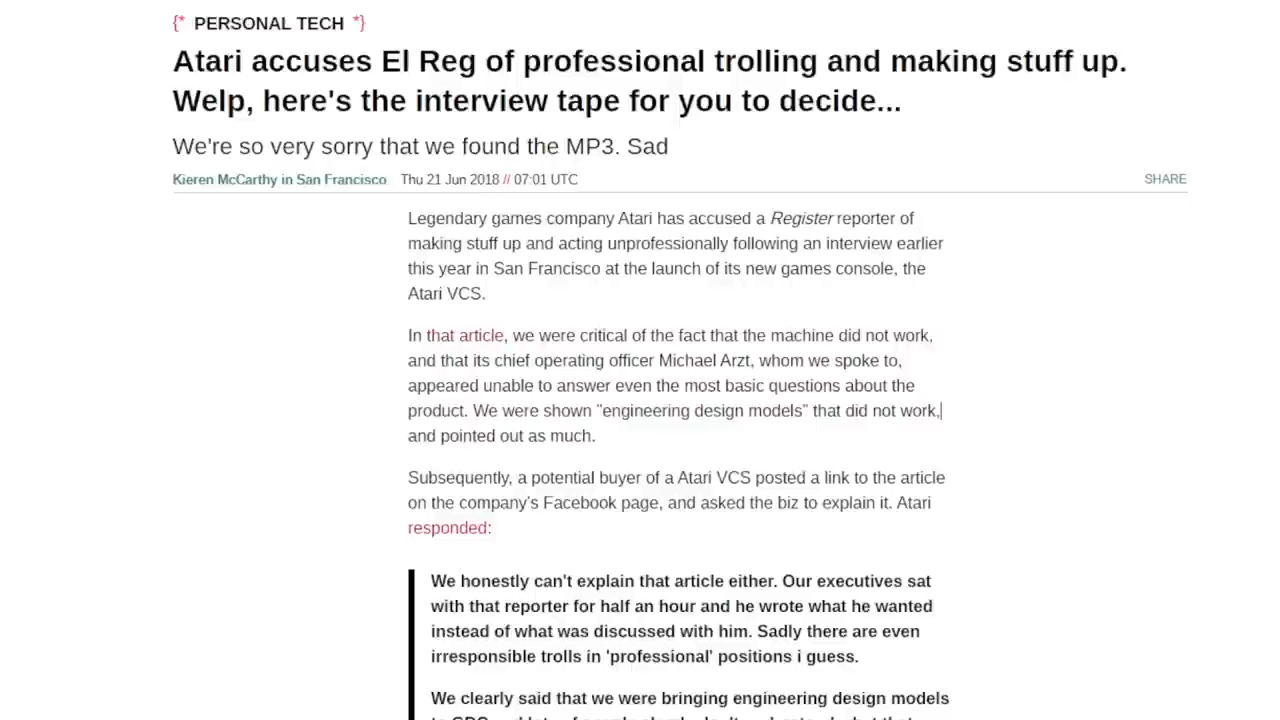 {* PERSONAL TECH *}
Atari accuses El Reg of professional trolling and making stuff up.
Welp, here's the interview tape for you to decide...
We're so very sorry that we found the MP3. Sad
Kieren McCarthy in San Francisco Thu 21 Jun 2018 // 07:01 UTC SHARE
Legendary games company Atari has accused a Register reporter of
making stuff up and acting unprofessionally following an interview earlier
this year in San Francisco at the launch of its new games console, the
Atari VCS.
In that article, we were critical of the fact that the machine did not work,
and that its chief operating officer Michael Arzt, whom we spoke to,
appeared unable to answer even the most basic questions about the
product. We were shown "engineering design models" that did not work,
and pointed out as much.
Subsequently, a potential buyer of a Atari VCS posted a link to the article
on the company's Facebook page, and asked the biz to explain it. Atari
responded:
We honestly can't explain that article either. Our executives sat
with that reporter for half an hour and he wrote what he wanted
instead of what was discussed with him. Sadly there are even
irresponsible trolls in 'professional' positions i guess.
We clearly said that we were bringing engineering design models